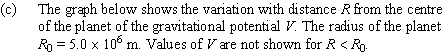 (c) The graph below shows the variation with distance R from the centre
of the planet of the gravitational potential V. The radius of the planet
R₀ = 5.0 × 10⁶ m. Values of V are not shown for R < R₀.